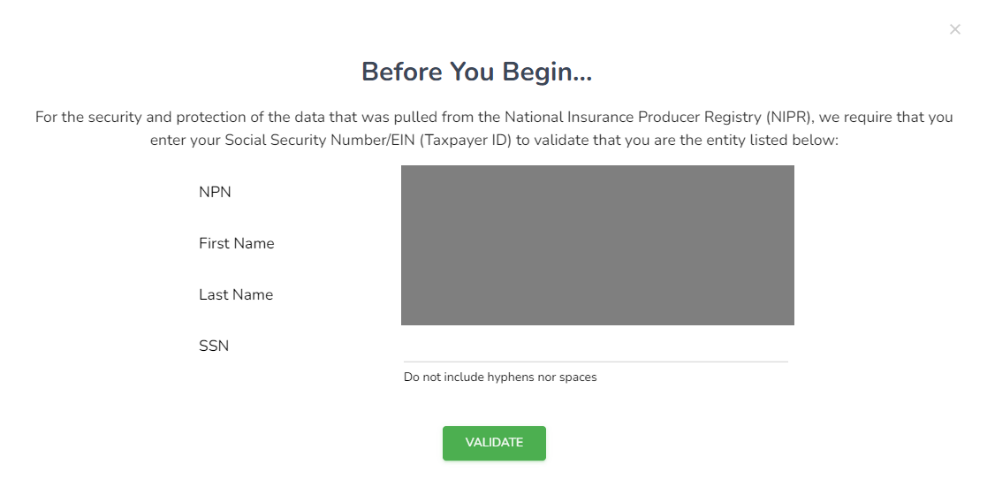 Before You Begin...
For the security and protection of the data that was pulled from the National Insurance Producer Registry (NIPR), we require that you
enter your Social Security Number/EIN (Taxpayer ID) to validate that you are the entity listed below:
NPN
First Name
Last Name
SSN
Do not include hyphens nor spaces
VALIDATE